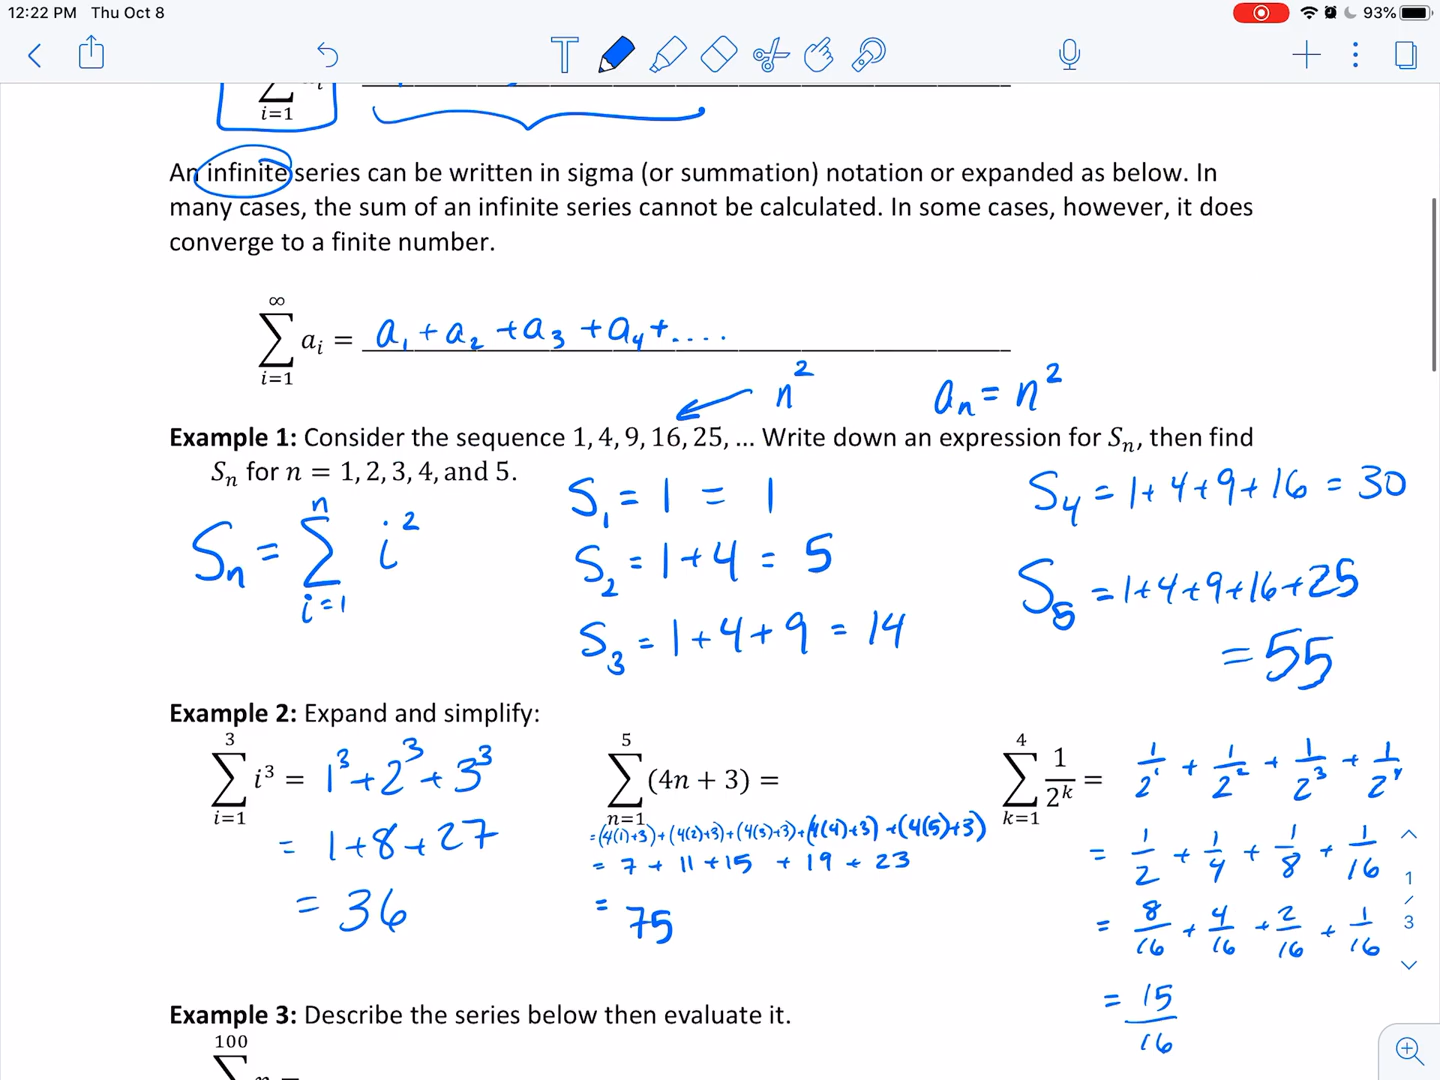 12:22 PM Thu Oct 8 93%
T
∑
i=1
An infinite series can be written in sigma (or summation) notation or expanded as below. In
many cases, the sum of an infinite series cannot be calculated. In some cases, however, it does
converge to a finite number.
∞
∑ aᵢ = a₁ + a₂ + a₃ + a₄ + ....
i=1
n² aₙ = n²
Example 1: Consider the sequence 1, 4, 9, 16, 25, ... Write down an expression for Sₙ, then find
Sₙ for n = 1, 2, 3, 4, and 5.
n
Sₙ = ∑ i²
i=1
S₁ = 1 = 1
S₂ = 1+4 = 5
S₃ = 1+4+9 = 14
S₄ = 1+4+9+16 = 30
S₅ = 1+4+9+16+25
= 55
Example 2: Expand and simplify:
3
∑ i³ = 1³+2³+3³
i=1
= 1+8+27
= 36
5
∑ (4n + 3) =
n=1
=(4(1)+3)+(4(2)+3)+(4(3)+3)+(4(4)+3)+(4(5)+3)
= 7 + 11 + 15 + 19 + 23
= 75
4
∑ 1/2ᵏ = 1/2¹ + 1/2² + 1/2³ + 1/2⁴
k=1
= 1/2 + 1/4 + 1/8 + 1/16
= 8/16 + 4/16 + 2/16 + 1/16
= 15/16
1
/
3
Example 3: Describe the series below then evaluate it.
100
∑